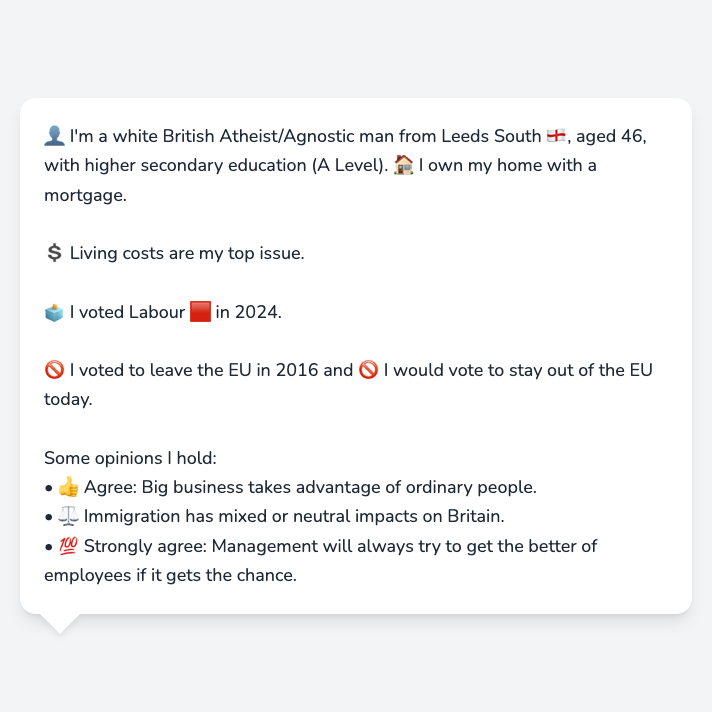 👤 I'm a white British Atheist/Agnostic man from Leeds South 🏴󠁧󠁢󠁥󠁮󠁧󠁿, aged 46,
with higher secondary education (A Level). 🏠 I own my home with a
mortgage.
💲 Living costs are my top issue.
🗳️ I voted Labour 🟥 in 2024.
🚫 I voted to leave the EU in 2016 and 🚫 I would vote to stay out of the EU
today.
Some opinions I hold:
• 👍 Agree: Big business takes advantage of ordinary people.
• ⚖️ Immigration has mixed or neutral impacts on Britain.
• 💯 Strongly agree: Management will always try to get the better of
employees if it gets the chance.